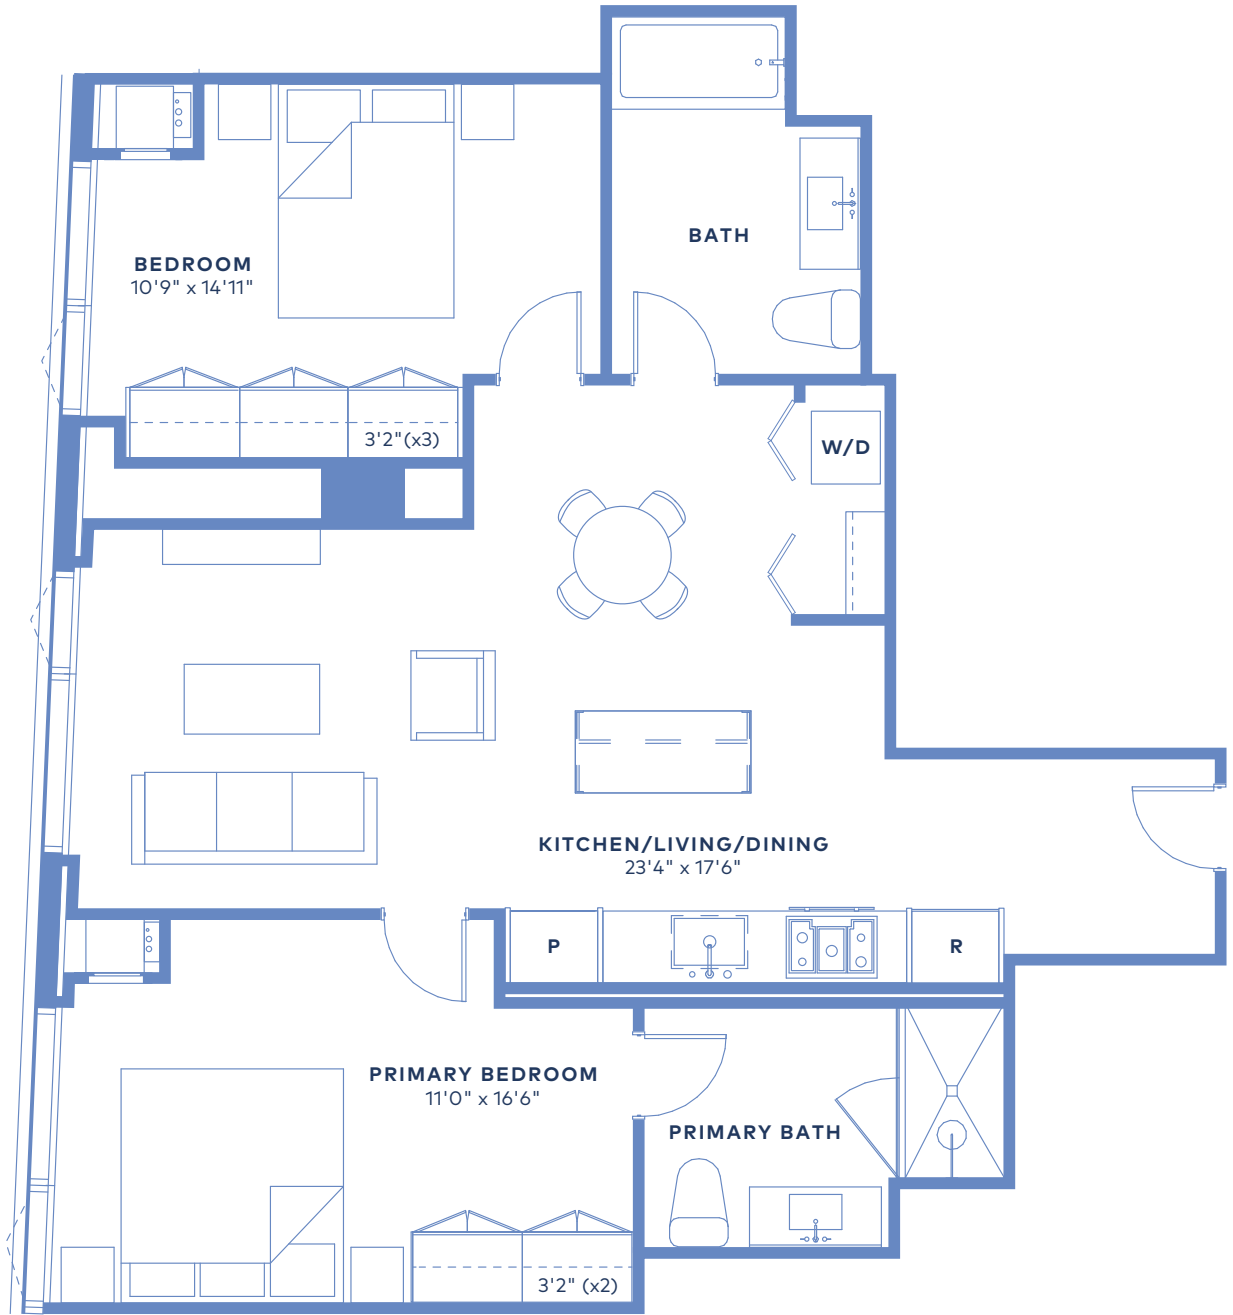 BATH
BEDROOM
10'9" x 14'11"
3'2"(x3)
W/D
KITCHEN/LIVING/DINING
23'4" x 17'6"
P
R
PRIMARY BEDROOM
11'0" x 16'6"
PRIMARY BATH
3'2" (x2)